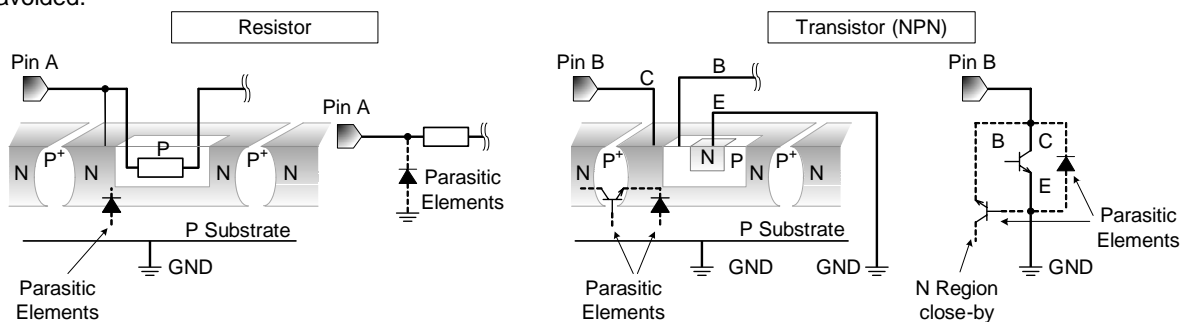 avoided.
Resistor
Transistor (NPN)
Pin A
Pin A
Pin B
C
B
E
Pin B
N
P+
N
P
N
P+
N
Parasitic
Elements
N
P+
N
N
P
P+
N
B
C
E
Parasitic
Elements
P Substrate
P Substrate
GND
GND
GND
GND
Parasitic
Elements
Parasitic
Elements
N Region
close-by